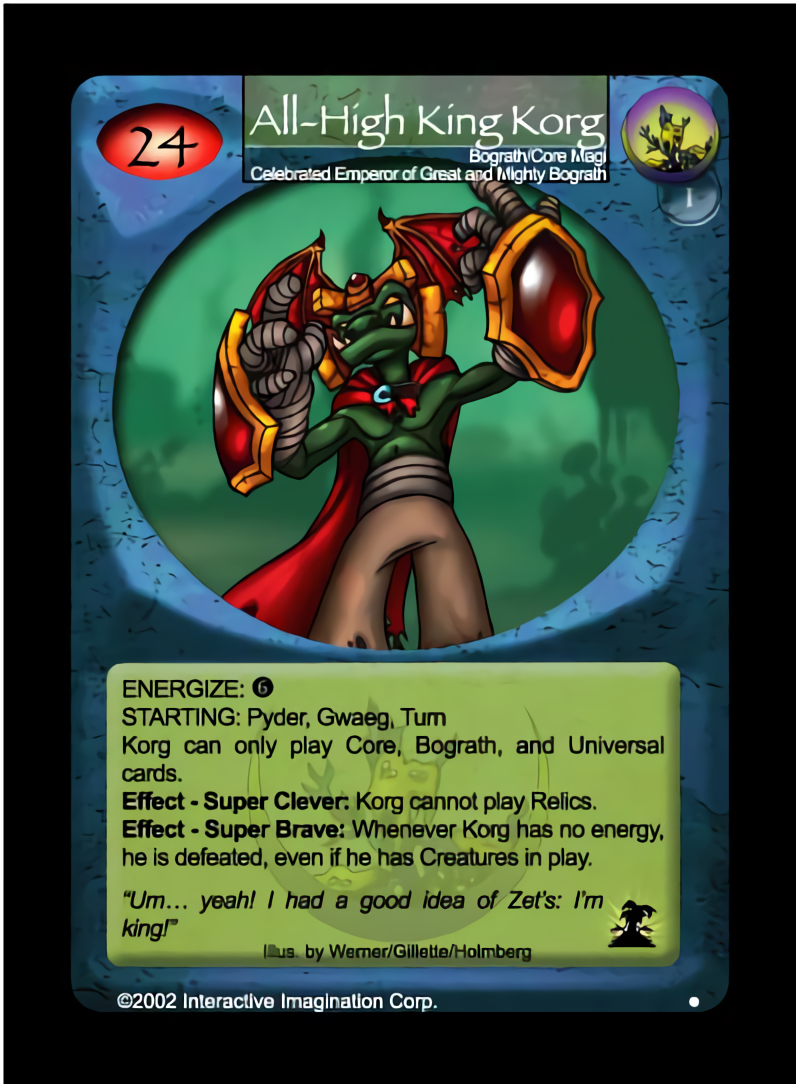 24
All-High King Korg
Bograth/Core Magi
Celebrated Emperor of Great and Mighty Bograth
1
ENERGIZE: 6
STARTING: Pyder, Gwaeg, Turn
Korg can only play Core, Bograth, and Universal
cards.
Effect - Super Clever: Korg cannot play Relics.
Effect - Super Brave: Whenever Korg has no energy,
he is defeated, even if he has Creatures in play.
"Um... yeah! I had a good idea of Zet's: I'm
king!"
Illus. by Werner/Gillette/Holmberg
©2002 Interactive Imagination Corp.